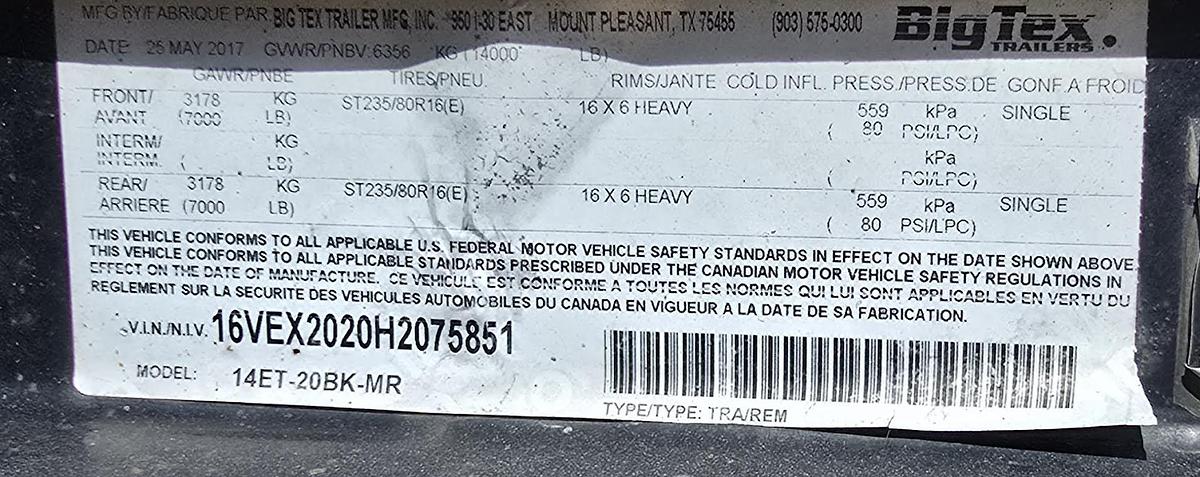 MFG BY/FABRIQUE PAR BIG TEX TRAILER MFG, INC. 950 I-30 EAST MOUNT PLEASANT, TX 75455 (903) 575-0300 BigTex TRAILERS
DATE 25 MAY 2017 GVWR/PNBV 6356 KG (14000 LB)
GAWR/PNBE TIRES/PNEU RIMS/JANTE COLD INFL. PRESS./PRESS.DE GONF.A FROID
FRONT/ 3178 KG ST235/80R16(E) 16 X 6 HEAVY 559 kPa SINGLE
AVANT (7000 LB) ( 80 PSI/LPC)
INTERM/ KG kPa
INTERM. ( LB) ( PSI/LPC)
REAR/ 3178 KG ST235/80R16(E) 16 X 6 HEAVY 559 kPa SINGLE
ARRIERE (7000 LB) ( 80 PSI/LPC)
THIS VEHICLE CONFORMS TO ALL APPLICABLE U.S. FEDERAL MOTOR VEHICLE SAFETY STANDARDS IN EFFECT ON THE DATE SHOWN ABOVE.
THIS VEHICLE CONFORMS TO ALL APPLICABLE STANDARDS PRESCRIBED UNDER THE CANADIAN MOTOR VEHICLE SAFETY REGULATIONS IN
EFFECT ON THE DATE OF MANUFACTURE. CE VEHICULE EST CONFORME A TOUTES LES NORMES QUI LUI SONT APPLICABLES EN VERTU DU
REGLEMENT SUR LA SECURITE DES VEHICULES AUTOMOBILES DU CANADA EN VIGUEUR A LA DATE DE SA FABRICATION.
V.I.N./N.I.V. 16VEX2020H2075851
MODEL: 14ET-20BK-MR
TYPE/TYPE: TRA/REM